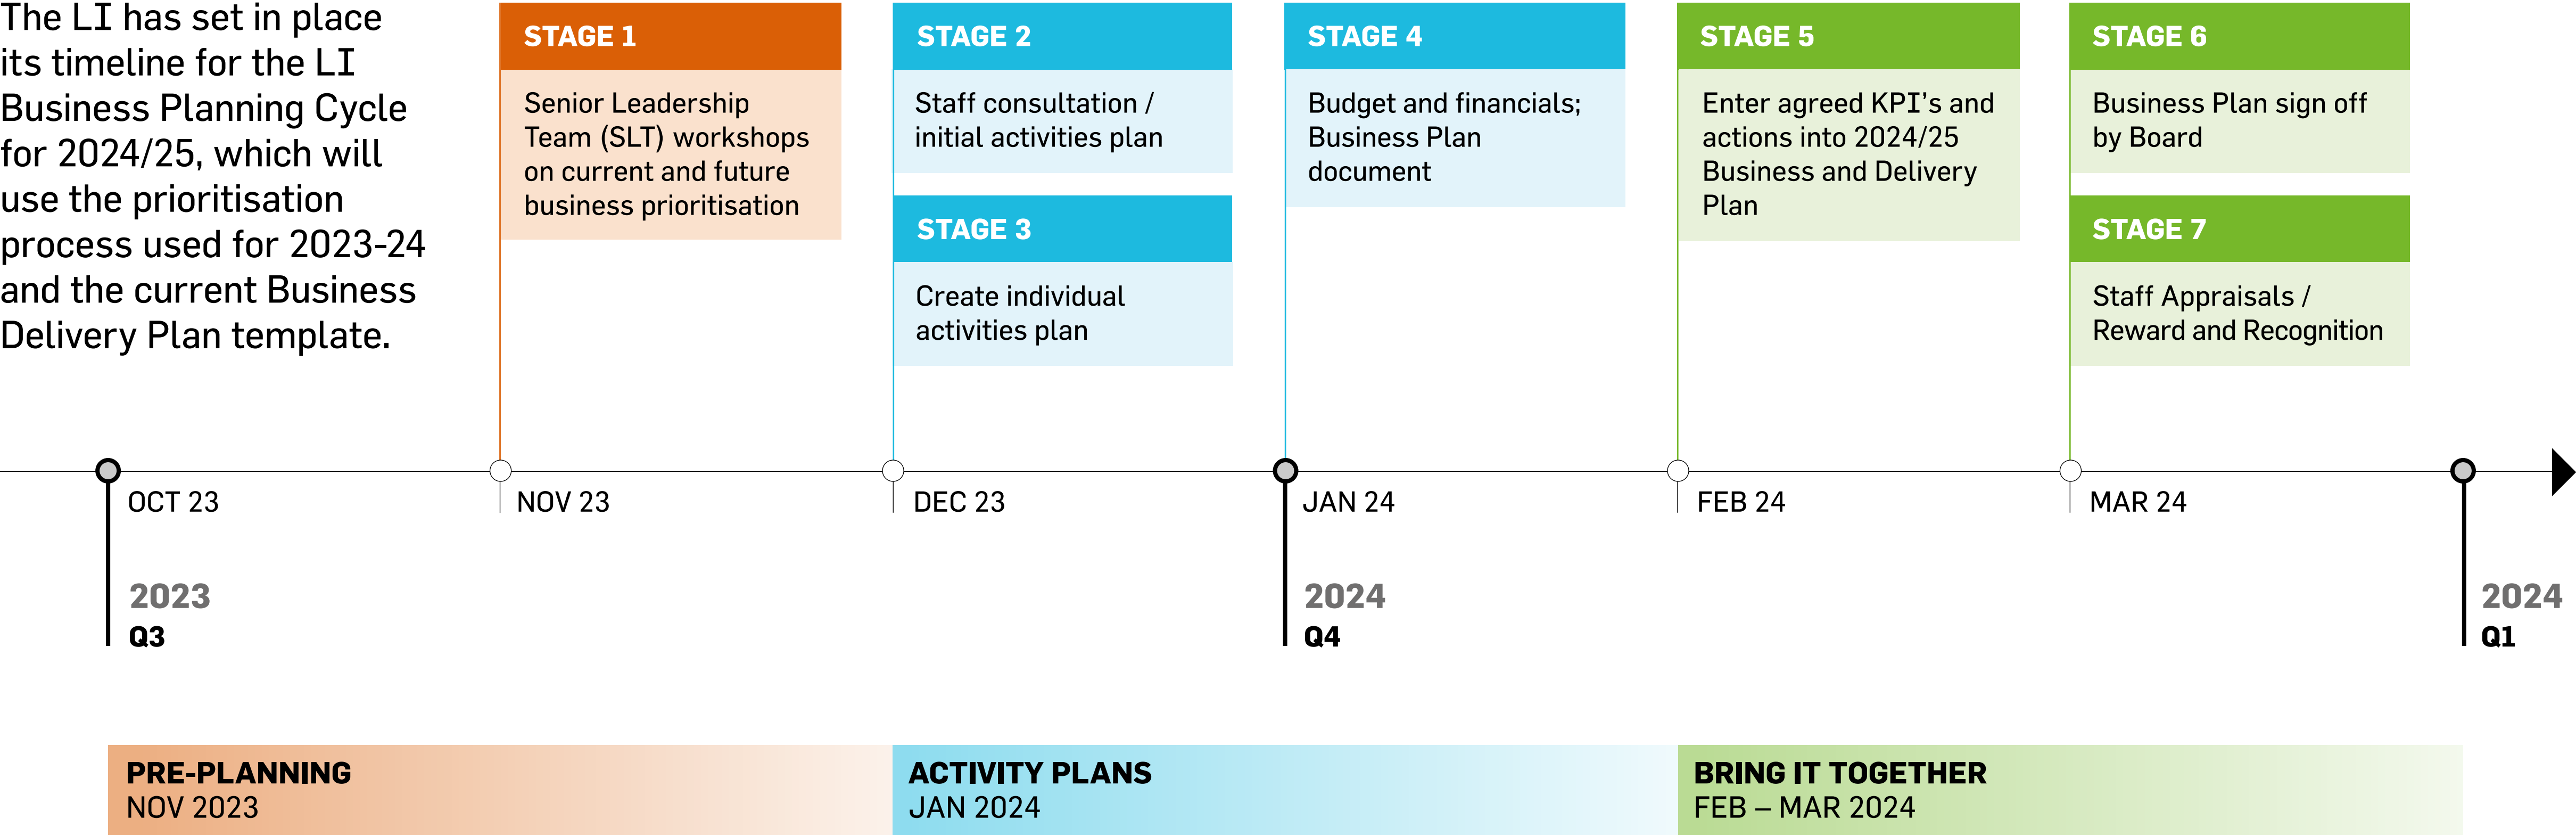 The LI has set in place
its timeline for the LI
Business Planning Cycle
for 2024/25, which will
use the prioritisation
process used for 2023-24
and the current Business
Delivery Plan template.
STAGE 1
Senior Leadership
Team (SLT) workshops
on current and future
business prioritisation
STAGE 2
Staff consultation /
initial activities plan
STAGE 3
Create individual
activities plan
STAGE 4
Budget and financials;
Business Plan
document
STAGE 5
Enter agreed KPI's and
actions into 2024/25
Business and Delivery
Plan
STAGE 6
Business Plan sign off
by Board
STAGE 7
Staff Appraisals /
Reward and Recognition
OCT 23
NOV 23
DEC 23
JAN 24
FEB 24
MAR 24
2023
Q3
2024
Q4
2024
Q1
PRE-PLANNING
NOV 2023
ACTIVITY PLANS
JAN 2024
BRING IT TOGETHER
FEB – MAR 2024